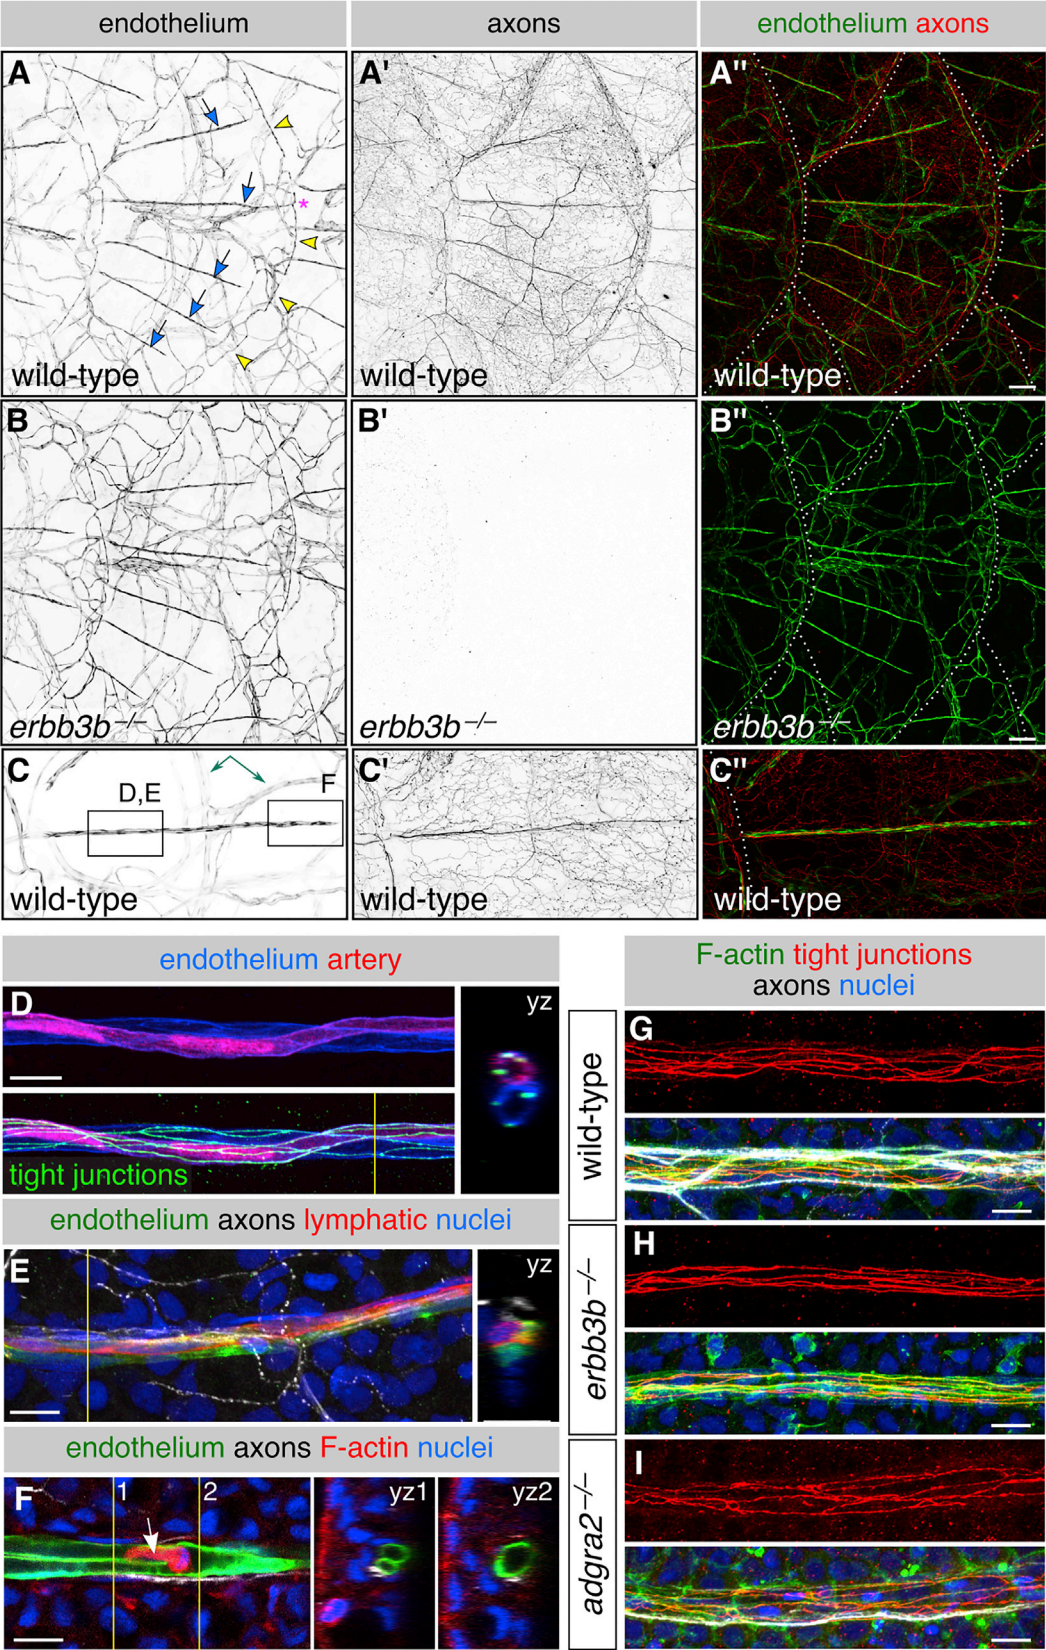 endothelium
axons
endothelium axons
A
wild-type
A'
wild-type
A''
wild-type
*
B
erbb3b–/–
B'
erbb3b–/–
B''
erbb3b–/–
C
D,E
F
wild-type
C'
wild-type
C''
wild-type
endothelium artery
D
yz
tight junctions
endothelium axons lymphatic nuclei
E
yz
endothelium axons F-actin nuclei
F
1
2
yz1
yz2
F-actin tight junctions
axons nuclei
wild-type
G
erbb3b–/–
H
adgra2–/–
I